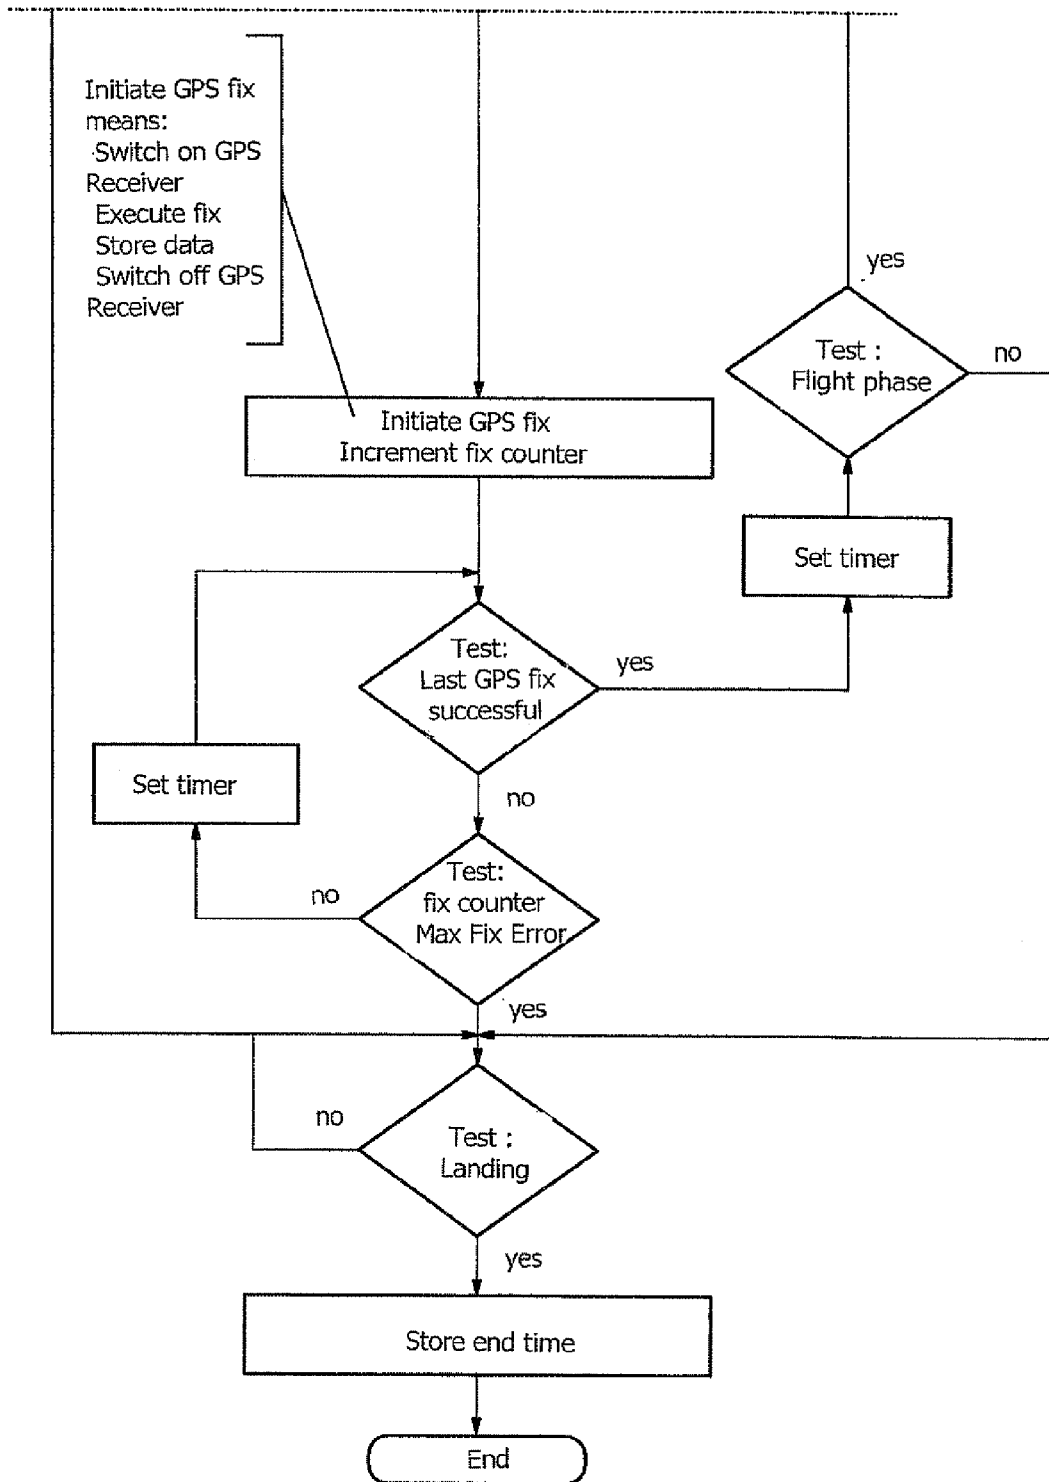 Initiate GPS fix
means:
Switch on GPS
Receiver
Execute fix
Store data
Switch off GPS
Receiver
yes
Test :
Flight phase
no
Initiate GPS fix
Increment fix counter
Set timer
Test:
Last GPS fix
successful
yes
Set timer
no
Test:
fix counter
Max Fix Error
no
yes
no
Test :
Landing
yes
Store end time
End